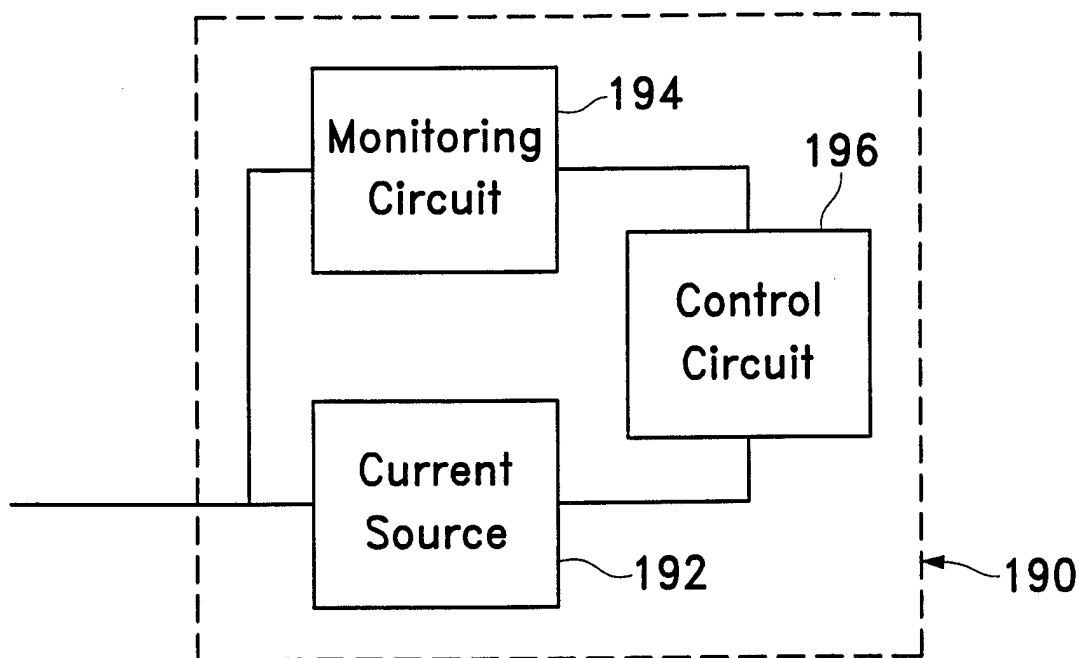 194
Monitoring
Circuit
196
Control
Circuit
Current
Source
192
190